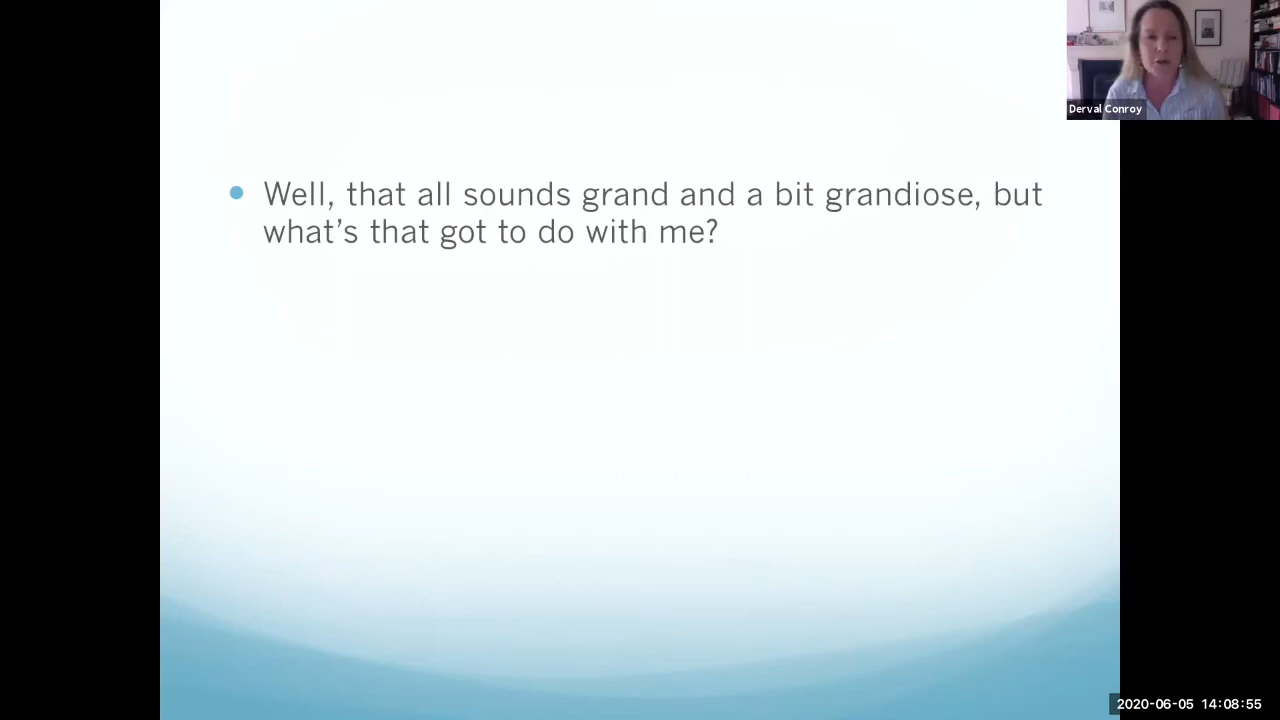 Derval Conroy
Well, that all sounds grand and a bit grandiose, but
what’s that got to do with me?
2020-06-05 14:08:55